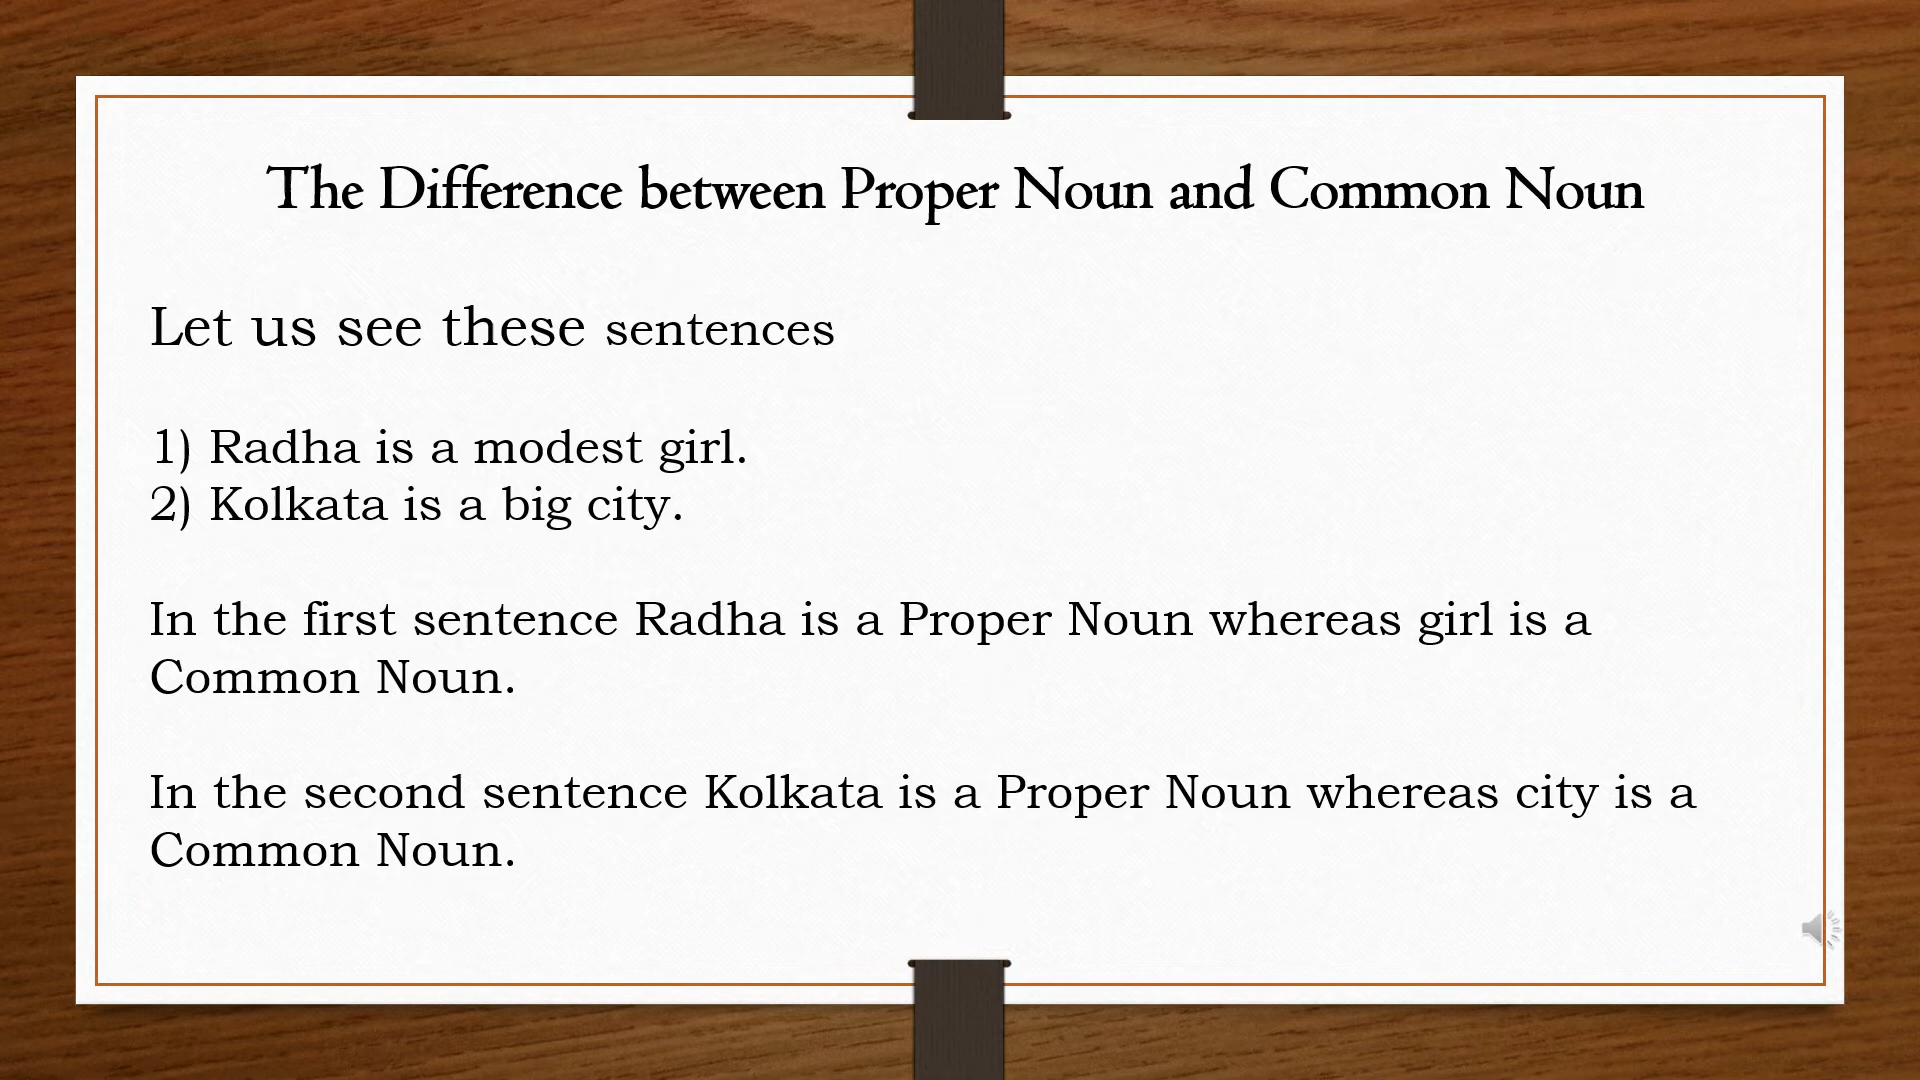 The Difference between Proper Noun and Common Noun
Let us see these sentences
1) Radha is a modest girl.
2) Kolkata is a big city.
In the first sentence Radha is a Proper Noun whereas girl is a
Common Noun.
In the second sentence Kolkata is a Proper Noun whereas city is a
Common Noun.